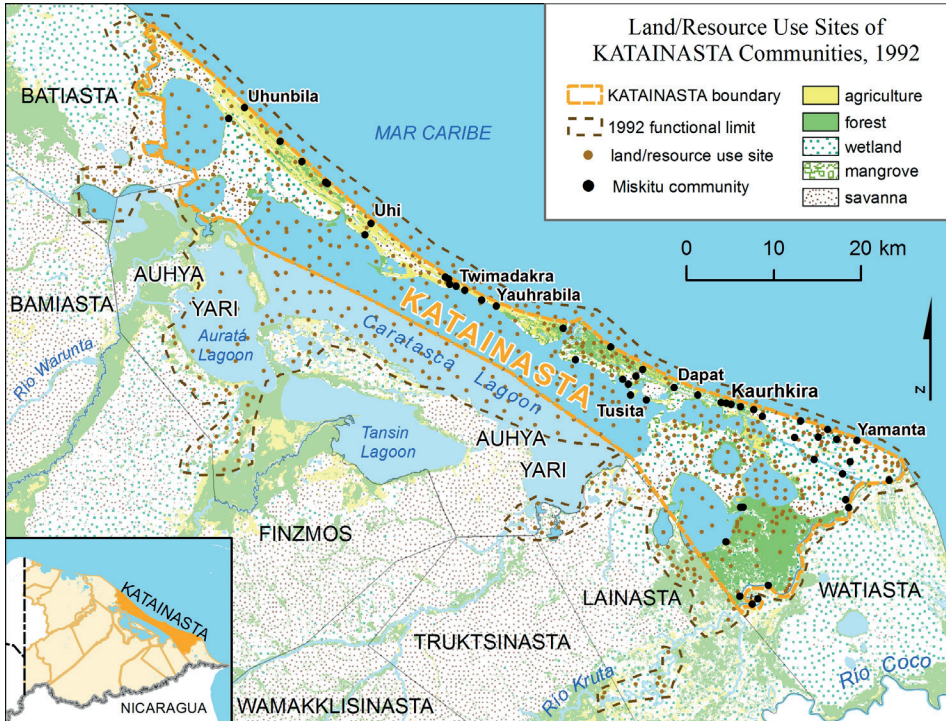 Land/Resource Use Sites of
KATAINASTA Communities, 1992
KATAINASTA boundary
1992 functional limit
land/resource use site
Miskitu community
agriculture
forest
wetland
mangrove
savanna
0 10 20 km
z
BATIASTA
Uhunbila
MAR CARIBE
Uhi
AUHYA
YARI
BAMIASTA
Auratá
Lagoon
Río Warunta
Twimadakra
Yauhrabila
KATAINASTA
Caratasca Lagoon
Dapat
Kaurhkira
Tusita
Yamanta
Tansin
Lagoon
AUHYA
YARI
FINZMOS
LAINASTA
WATIASTA
TRUKTSINASTA
WAMAKKLISINASTA
Río Kruta
Río Coco
KATAINASTA
NICARAGUA